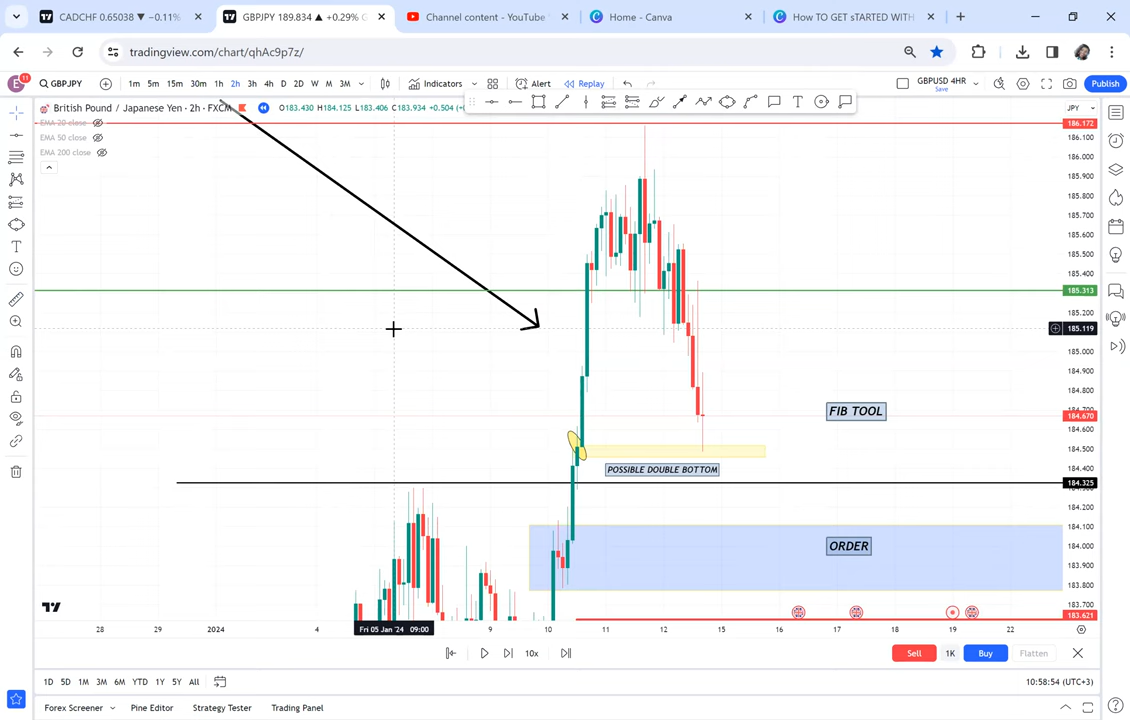 CADCHF 0.65038 ▼ −0.11%
GBPJPY 189.834 ▲ +0.29%
Channel content - YouTube
Home - Canva
How To GET sTARTED WITH
tradingview.com/chart/qhAc9p7z/
E 11 GBPJPY 1m 5m 15m 30m 1h 2h 3h 4h D 2D W M 3M Indicators Alert Replay GBPUSD 4HR Save Publish
British Pound / Japanese Yen · 2h · FXCM O183.430 H184.125 L183.406 C183.934 +0.504
JPY
EMA 20 close
EMA 50 close
EMA 200 close
186.172
186.100
186.000
185.900
185.800
185.700
185.600
185.500
185.400
185.313
185.119
185.000
184.900
184.800
184.670
184.600
184.500
184.400
184.325
184.200
184.100
184.000
183.900
183.800
183.700
183.621
FIB TOOL
POSSIBLE DOUBLE BOTTOM
ORDER
28 29 2024 4 Fri 05 Jan '24 09:00 9 10 11 12 15 16 17 18 19 22
10x Sell 1K Buy Flatten
1D 5D 1M 3M 6M YTD 1Y 5Y All 10:58:54 (UTC+3)
Forex Screener Pine Editor Strategy Tester Trading Panel